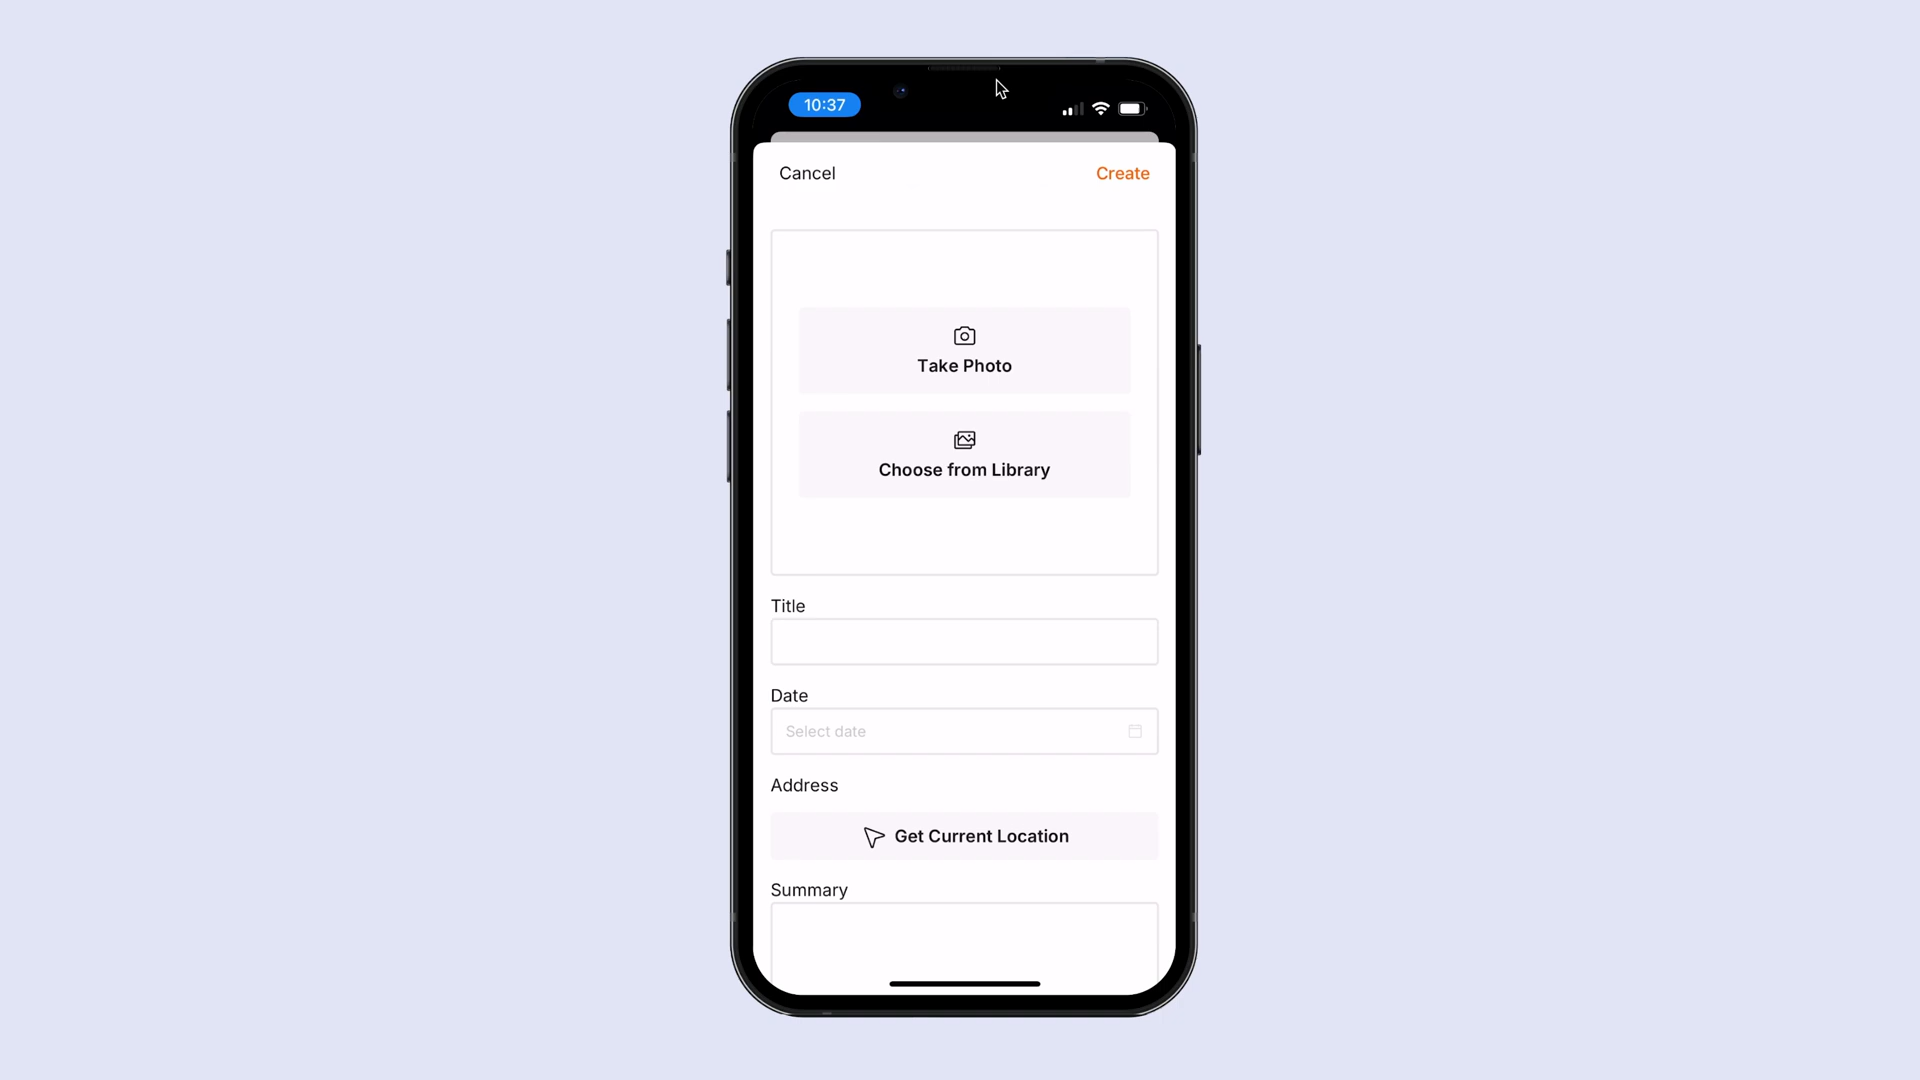 10:37
Cancel
Create
Take Photo
Choose from Library
Title
Date
Select date
Address
Get Current Location
Summary